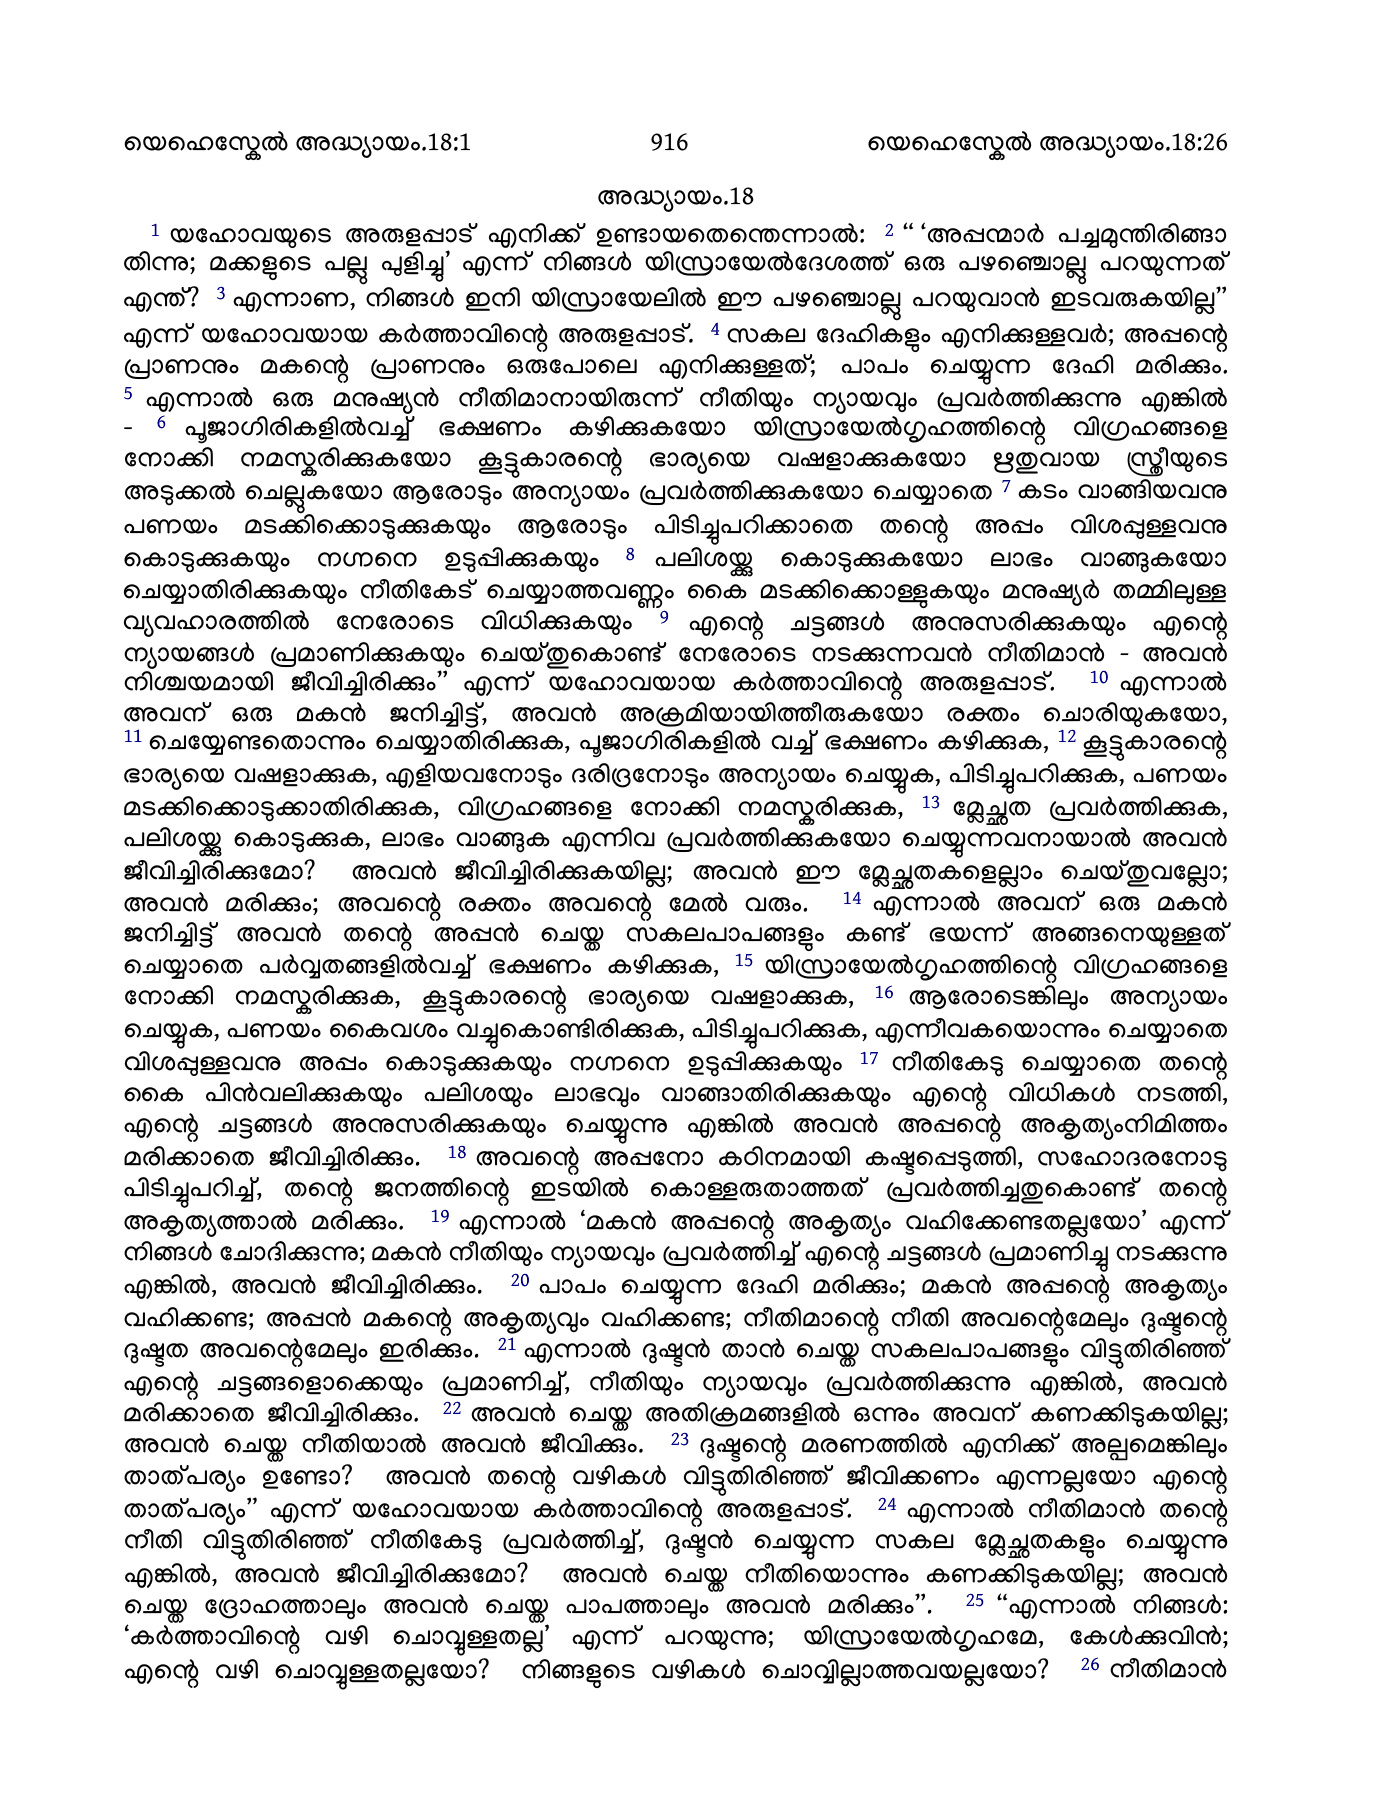 യെഹെസ്കേൽ അദ്ധ്യായം.18:1 916 യെഹെസ്കേൽ അദ്ധ്യായം.18:26
അദ്ധ്യായം.18
1 യഹോവയുടെ അരുളപ്പാട് എനിക്ക് ഉണ്ടായതെന്തെന്നാൽ: 2 “ ‘അപ്പന്മാർ പച്ചമുന്തിരിങ്ങാ
തിന്നു; മക്കളുടെ പല്ലു പുളിച്ചു’ എന്ന് നിങ്ങൾ യിസ്രായേൽദേശത്ത് ഒരു പഴഞ്ചൊല്ലു പറയുന്നത്
എന്ത്? 3 എന്നാണ, നിങ്ങൾ ഇനി യിസ്രായേലിൽ ഈ പഴഞ്ചൊല്ലു പറയുവാൻ ഇടവരുകയില്ല”
എന്ന് യഹോവയായ കർത്താവിന്റെ അരുളപ്പാട്. 4 സകല ദേഹികളും എനിക്കുള്ളവർ; അപ്പന്റെ
പ്രാണനും മകന്റെ പ്രാണനും ഒരുപോലെ എനിക്കുള്ളത്; പാപം ചെയ്യുന്ന ദേഹി മരിക്കും.
5 എന്നാൽ ഒരു മനുഷ്യൻ നീതിമാനായിരുന്ന് നീതിയും ന്യായവും പ്രവർത്തിക്കുന്നു എങ്കിൽ
- 6 പൂജാഗിരികളിൽവച്ച് ഭക്ഷണം കഴിക്കുകയോ യിസ്രായേൽഗൃഹത്തിന്റെ വിഗ്രഹങ്ങളെ
നോക്കി നമസ്കരിക്കുകയോ കൂട്ടുകാരന്റെ ഭാര്യയെ വഷളാക്കുകയോ ഋതുവായ സ്ത്രീയുടെ
അടുക്കൽ ചെല്ലുകയോ ആരോടും അന്യായം പ്രവർത്തിക്കുകയോ ചെയ്യാതെ 7 കടം വാങ്ങിയവനു
പണയം മടക്കിക്കൊടുക്കുകയും ആരോടും പിടിച്ചുപറിക്കാതെ തന്റെ അപ്പം വിശപ്പുള്ളവനു
കൊടുക്കുകയും നഗ്നനെ ഉടുപ്പിക്കുകയും 8 പലിശയ്ക്കു കൊടുക്കുകയോ ലാഭം വാങ്ങുകയോ
ചെയ്യാതിരിക്കുകയും നീതികേട് ചെയ്യാത്തവണ്ണം കൈ മടക്കിക്കൊള്ളുകയും മനുഷ്യർ തമ്മിലുള്ള
വ്യവഹാരത്തിൽ നേരോടെ വിധിക്കുകയും 9 എന്റെ ചട്ടങ്ങൾ അനുസരിക്കുകയും എന്റെ
ന്യായങ്ങൾ പ്രമാണിക്കുകയും ചെയ്തുകൊണ്ട് നേരോടെ നടക്കുന്നവൻ നീതിമാൻ - അവൻ
നിശ്ചയമായി ജീവിച്ചിരിക്കും” എന്ന് യഹോവയായ കർത്താവിന്റെ അരുളപ്പാട്. 10 എന്നാൽ
അവന് ഒരു മകൻ ജനിച്ചിട്ട്, അവൻ അക്രമിയായിത്തീരുകയോ രക്തം ചൊരിയുകയോ,
11 ചെയ്യേണ്ടതൊന്നും ചെയ്യാതിരിക്കുക, പൂജാഗിരികളിൽ വച്ച് ഭക്ഷണം കഴിക്കുക, 12 കൂട്ടുകാരന്റെ
ഭാര്യയെ വഷളാക്കുക, എളിയവനോടും ദരിദ്രനോടും അന്യായം ചെയ്യുക, പിടിച്ചുപറിക്കുക, പണയം
മടക്കിക്കൊടുക്കാതിരിക്കുക, വിഗ്രഹങ്ങളെ നോക്കി നമസ്കരിക്കുക, 13 മ്ലേച്ഛത പ്രവർത്തിക്കുക,
പലിശയ്ക്കു കൊടുക്കുക, ലാഭം വാങ്ങുക എന്നിവ പ്രവർത്തിക്കുകയോ ചെയ്യുന്നവനായാൽ അവൻ
ജീവിച്ചിരിക്കുമോ? അവൻ ജീവിച്ചിരിക്കുകയില്ല; അവൻ ഈ മ്ലേച്ഛതകളെല്ലാം ചെയ്തുവല്ലോ;
അവൻ മരിക്കും; അവന്റെ രക്തം അവന്റെ മേൽ വരും. 14 എന്നാൽ അവന് ഒരു മകൻ
ജനിച്ചിട്ട് അവൻ തന്റെ അപ്പൻ ചെയ്ത സകലപാപങ്ങളും കണ്ട് ഭയന്ന് അങ്ങനെയുള്ളത്
ചെയ്യാതെ പർവ്വതങ്ങളിൽവച്ച് ഭക്ഷണം കഴിക്കുക, 15 യിസ്രായേൽഗൃഹത്തിന്റെ വിഗ്രഹങ്ങളെ
നോക്കി നമസ്കരിക്കുക, കൂട്ടുകാരന്റെ ഭാര്യയെ വഷളാക്കുക, 16 ആരോടെങ്കിലും അന്യായം
ചെയ്യുക, പണയം കൈവശം വച്ചുകൊണ്ടിരിക്കുക, പിടിച്ചുപറിക്കുക, എന്നീവകയൊന്നും ചെയ്യാതെ
വിശപ്പുള്ളവനു അപ്പം കൊടുക്കുകയും നഗ്നനെ ഉടുപ്പിക്കുകയും 17 നീതികേടു ചെയ്യാതെ തന്റെ
കൈ പിൻവലിക്കുകയും പലിശയും ലാഭവും വാങ്ങാതിരിക്കുകയും എന്റെ വിധികൾ നടത്തി,
എന്റെ ചട്ടങ്ങൾ അനുസരിക്കുകയും ചെയ്യുന്നു എങ്കിൽ അവൻ അപ്പന്റെ അകൃത്യംനിമിത്തം
മരിക്കാതെ ജീവിച്ചിരിക്കും. 18 അവന്റെ അപ്പനോ കഠിനമായി കഷ്ടപ്പെടുത്തി, സഹോദരനോടു
പിടിച്ചുപറിച്ച്, തന്റെ ജനത്തിന്റെ ഇടയിൽ കൊള്ളരുതാത്തത് പ്രവർത്തിച്ചതുകൊണ്ട് തന്റെ
അകൃത്യത്താൽ മരിക്കും. 19 എന്നാൽ ‘മകൻ അപ്പന്റെ അകൃത്യം വഹിക്കേണ്ടതല്ലയോ’ എന്ന്
നിങ്ങൾ ചോദിക്കുന്നു; മകൻ നീതിയും ന്യായവും പ്രവർത്തിച്ച് എന്റെ ചട്ടങ്ങൾ പ്രമാണിച്ചു നടക്കുന്നു
എങ്കിൽ, അവൻ ജീവിച്ചിരിക്കും. 20 പാപം ചെയ്യുന്ന ദേഹി മരിക്കും; മകൻ അപ്പന്റെ അകൃത്യം
വഹിക്കണ്ട; അപ്പൻ മകന്റെ അകൃത്യവും വഹിക്കണ്ട; നീതിമാന്റെ നീതി അവന്റെമേലും ദുഷ്ടന്റെ
ദുഷ്ടത അവന്റെമേലും ഇരിക്കും. 21 എന്നാൽ ദുഷ്ടൻ താൻ ചെയ്ത സകലപാപങ്ങളും വിട്ടുതിരിഞ്ഞ്
എന്റെ ചട്ടങ്ങളൊക്കെയും പ്രമാണിച്ച്, നീതിയും ന്യായവും പ്രവർത്തിക്കുന്നു എങ്കിൽ, അവൻ
മരിക്കാതെ ജീവിച്ചിരിക്കും. 22 അവൻ ചെയ്ത അതിക്രമങ്ങളിൽ ഒന്നും അവന് കണക്കിടുകയില്ല;
അവൻ ചെയ്ത നീതിയാൽ അവൻ ജീവിക്കും. 23 ദുഷ്ടന്റെ മരണത്തിൽ എനിക്ക് അല്പമെങ്കിലും
താത്പര്യം ഉണ്ടോ? അവൻ തന്റെ വഴികൾ വിട്ടുതിരിഞ്ഞ് ജീവിക്കണം എന്നല്ലയോ എന്റെ
താത്പര്യം” എന്ന് യഹോവയായ കർത്താവിന്റെ അരുളപ്പാട്. 24 എന്നാൽ നീതിമാൻ തന്റെ
നീതി വിട്ടുതിരിഞ്ഞ് നീതികേടു പ്രവർത്തിച്ച്, ദുഷ്ടൻ ചെയ്യുന്ന സകല മ്ലേച്ഛതകളും ചെയ്യുന്നു
എങ്കിൽ, അവൻ ജീവിച്ചിരിക്കുമോ? അവൻ ചെയ്ത നീതിയൊന്നും കണക്കിടുകയില്ല; അവൻ
ചെയ്ത ദ്രോഹത്താലും അവൻ ചെയ്ത പാപത്താലും അവൻ മരിക്കും”. 25 “എന്നാൽ നിങ്ങൾ:
‘കർത്താവിന്റെ വഴി ചൊവ്വുള്ളതല്ല’ എന്ന് പറയുന്നു; യിസ്രായേൽഗൃഹമേ, കേൾക്കുവിൻ;
എന്റെ വഴി ചൊവ്വുള്ളതല്ലയോ? നിങ്ങളുടെ വഴികൾ ചൊവ്വില്ലാത്തവയല്ലയോ? 26 നീതിമാൻ